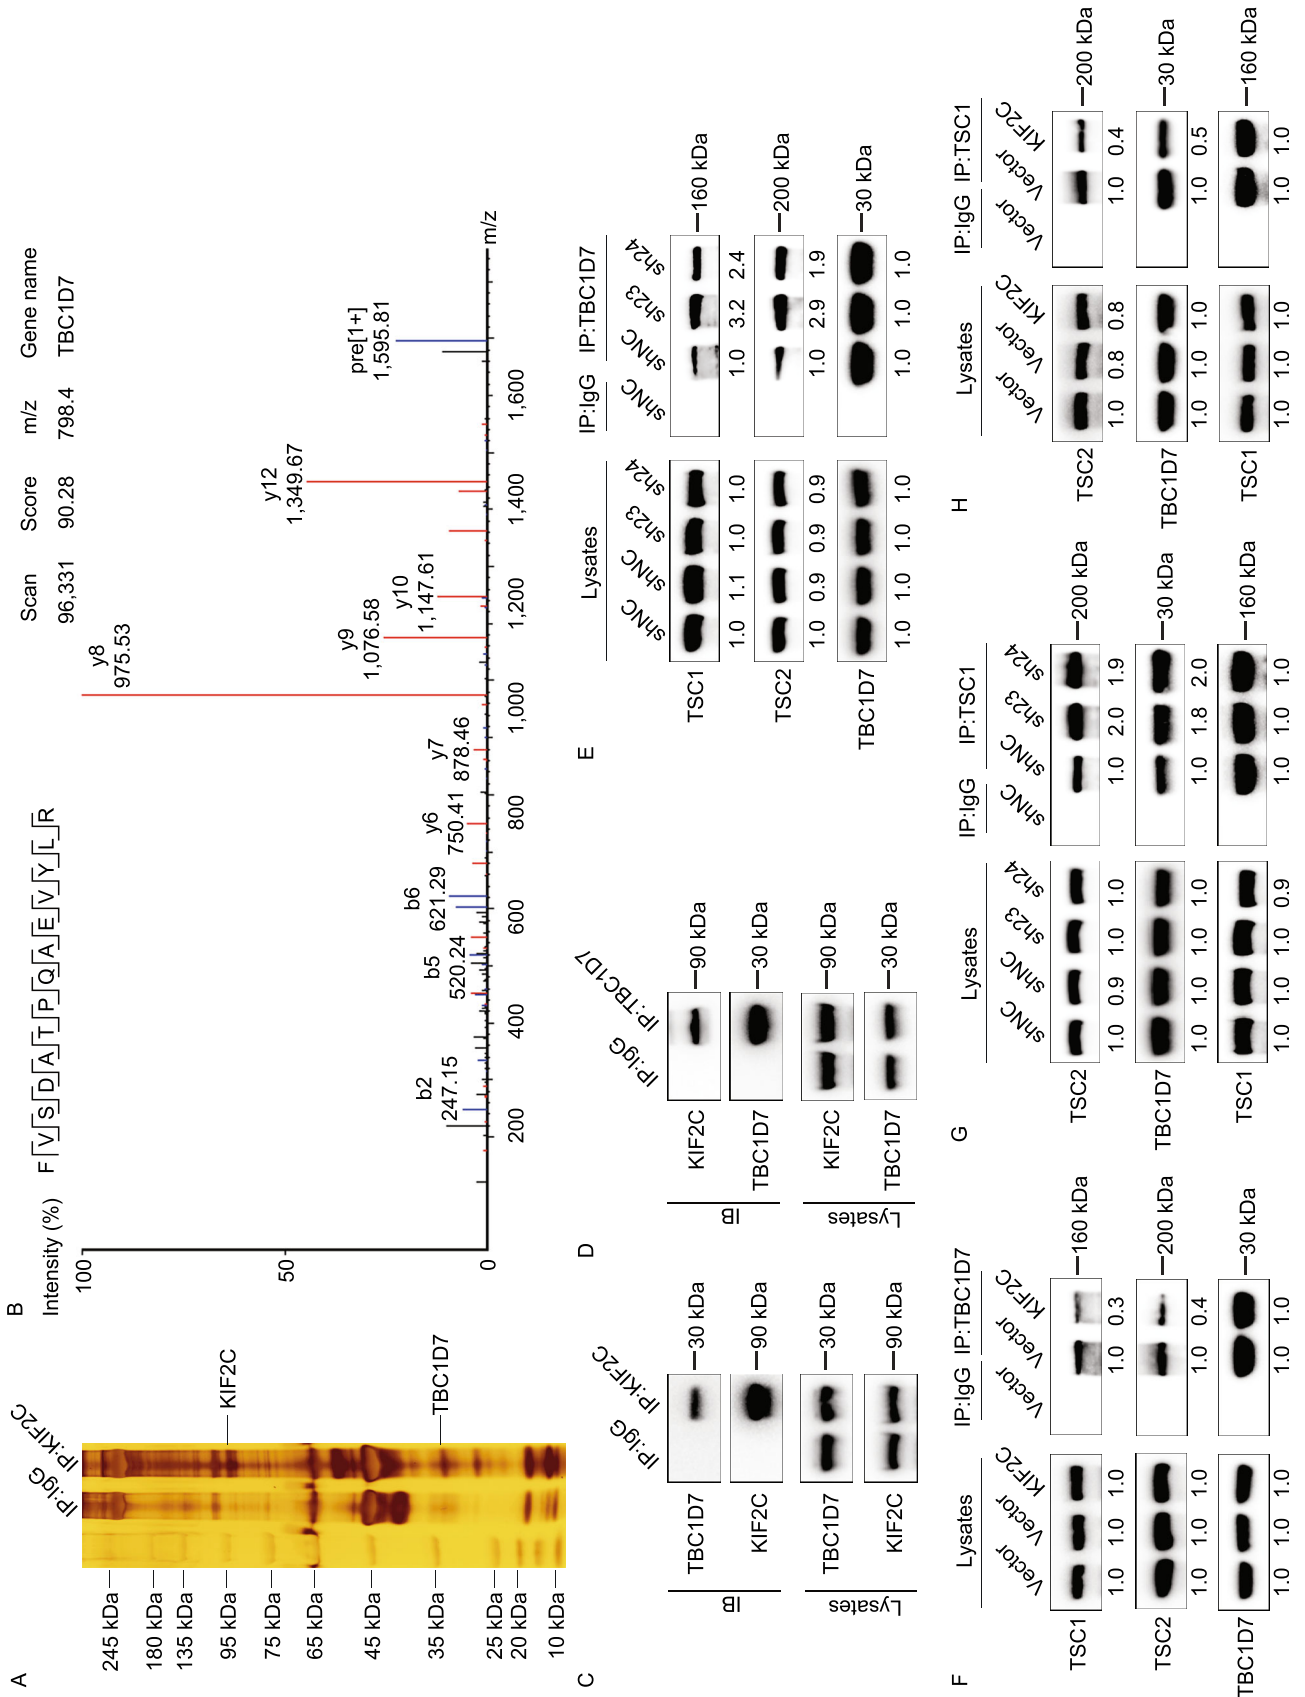 A
IP:IgG
IP:KIF2C
245 kDa
180 kDa
135 kDa
95 kDa
75 kDa
65 kDa
45 kDa
35 kDa
25 kDa
20 kDa
10 kDa
KIF2C
TBC1D7
B
F V S D A T P Q A E V Y L R
Scan Score m/z Gene name
96,331 90.28 798.4 TBC1D7
Intensity (%)
100
50
0
b2
247.15
b5
520.24
b6
621.29
y6
750.41
y7
878.46
y8
975.53
y9
1,076.58
y10
1,147.61
y12
1,349.67
pre[1+]
1,595.81
200 400 600 800 1,000 1,200 1,400 1,600
m/z
C
IP:IgG
IP:KIF2C
IB
TBC1D7 30 kDa
KIF2C 90 kDa
Lysates
TBC1D7 30 kDa
KIF2C 90 kDa
D
IP:IgG
IP:TBC1D7
IB
KIF2C 90 kDa
TBC1D7 30 kDa
Lysates
KIF2C 90 kDa
TBC1D7 30 kDa
E
Lysates IP:IgG IP:TBC1D7
shNC shNC sh23 sh24 shNC shNC sh23 sh24
TSC1 160 kDa
1.0 1.1 1.0 1.0 1.0 3.2 2.4
TSC2 200 kDa
1.0 0.9 0.9 0.9 1.0 2.9 1.9
TBC1D7 30 kDa
1.0 1.0 1.0 1.0 1.0 1.0 1.0
F
Lysates IP:IgG IP:TBC1D7
Vector Vector KIF2C Vector Vector KIF2C
TSC1 160 kDa
1.0 1.0 1.0 1.0 0.3
TSC2 200 kDa
1.0 1.0 1.0 1.0 0.4
TBC1D7 30 kDa
1.0 1.0 1.0 1.0 1.0
G
Lysates IP:IgG IP:TSC1
shNC shNC sh23 sh24 shNC shNC sh23 sh24
TSC2 200 kDa
1.0 0.9 1.0 1.0 1.0 2.0 1.9
TBC1D7 30 kDa
1.0 1.0 1.0 1.0 1.0 1.8 2.0
TSC1 160 kDa
1.0 1.0 1.0 0.9 1.0 1.0 1.0
H
Lysates IP:IgG IP:TSC1
Vector Vector KIF2C Vector Vector KIF2C
TSC2 200 kDa
1.0 0.8 0.8 1.0 0.4
TBC1D7 30 kDa
1.0 1.0 1.0 1.0 0.5
TSC1 160 kDa
1.0 1.0 1.0 1.0 1.0